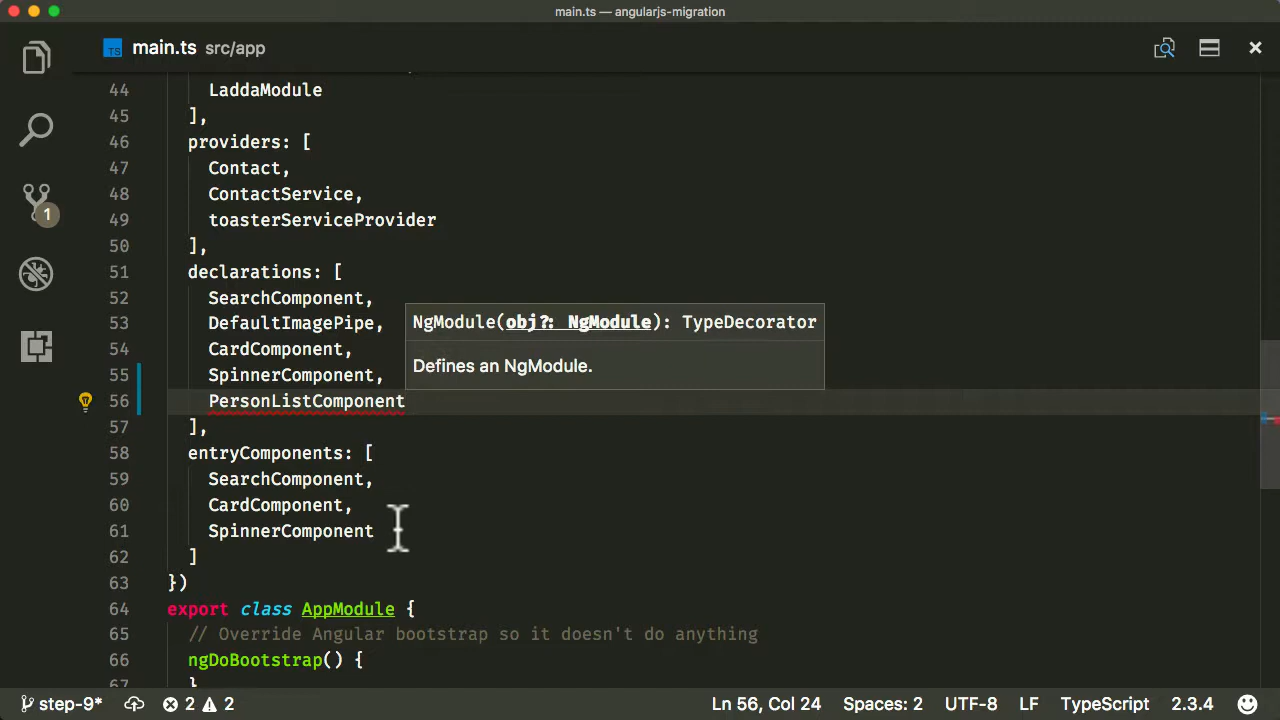 main.ts — angularjs-migration
TS main.ts src/app
44 LaddaModule
45 ],
46 providers: [
47 Contact,
48 ContactService,
49 toasterServiceProvider
50 ],
51 declarations: [
52 SearchComponent,
53 DefaultImagePipe,
NgModule(obj?: NgModule): TypeDecorator
54 CardComponent,
Defines an NgModule.
55 SpinnerComponent,
56 PersonListComponent
57 ],
58 entryComponents: [
59 SearchComponent,
60 CardComponent,
61 SpinnerComponent
62 ]
63 })
64 export class AppModule {
65 // Override Angular bootstrap so it doesn't do anything
66 ngDoBootstrap() {
67 }
1
step-9* 2 2 Ln 56, Col 24 Spaces: 2 UTF-8 LF TypeScript 2.3.4